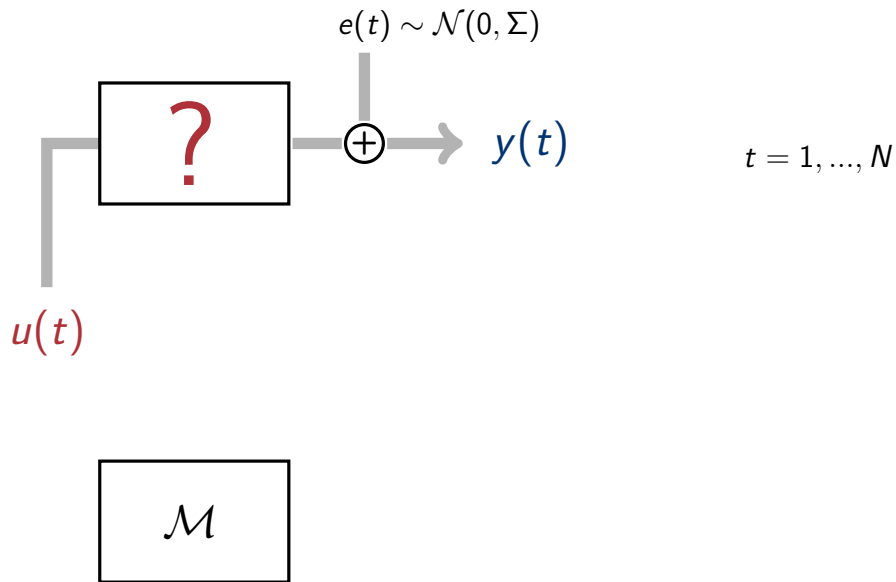 e(t) ∼ 𝒩(0, Σ)
?
+
y(t)
t = 1, ..., N
u(t)
ℳ